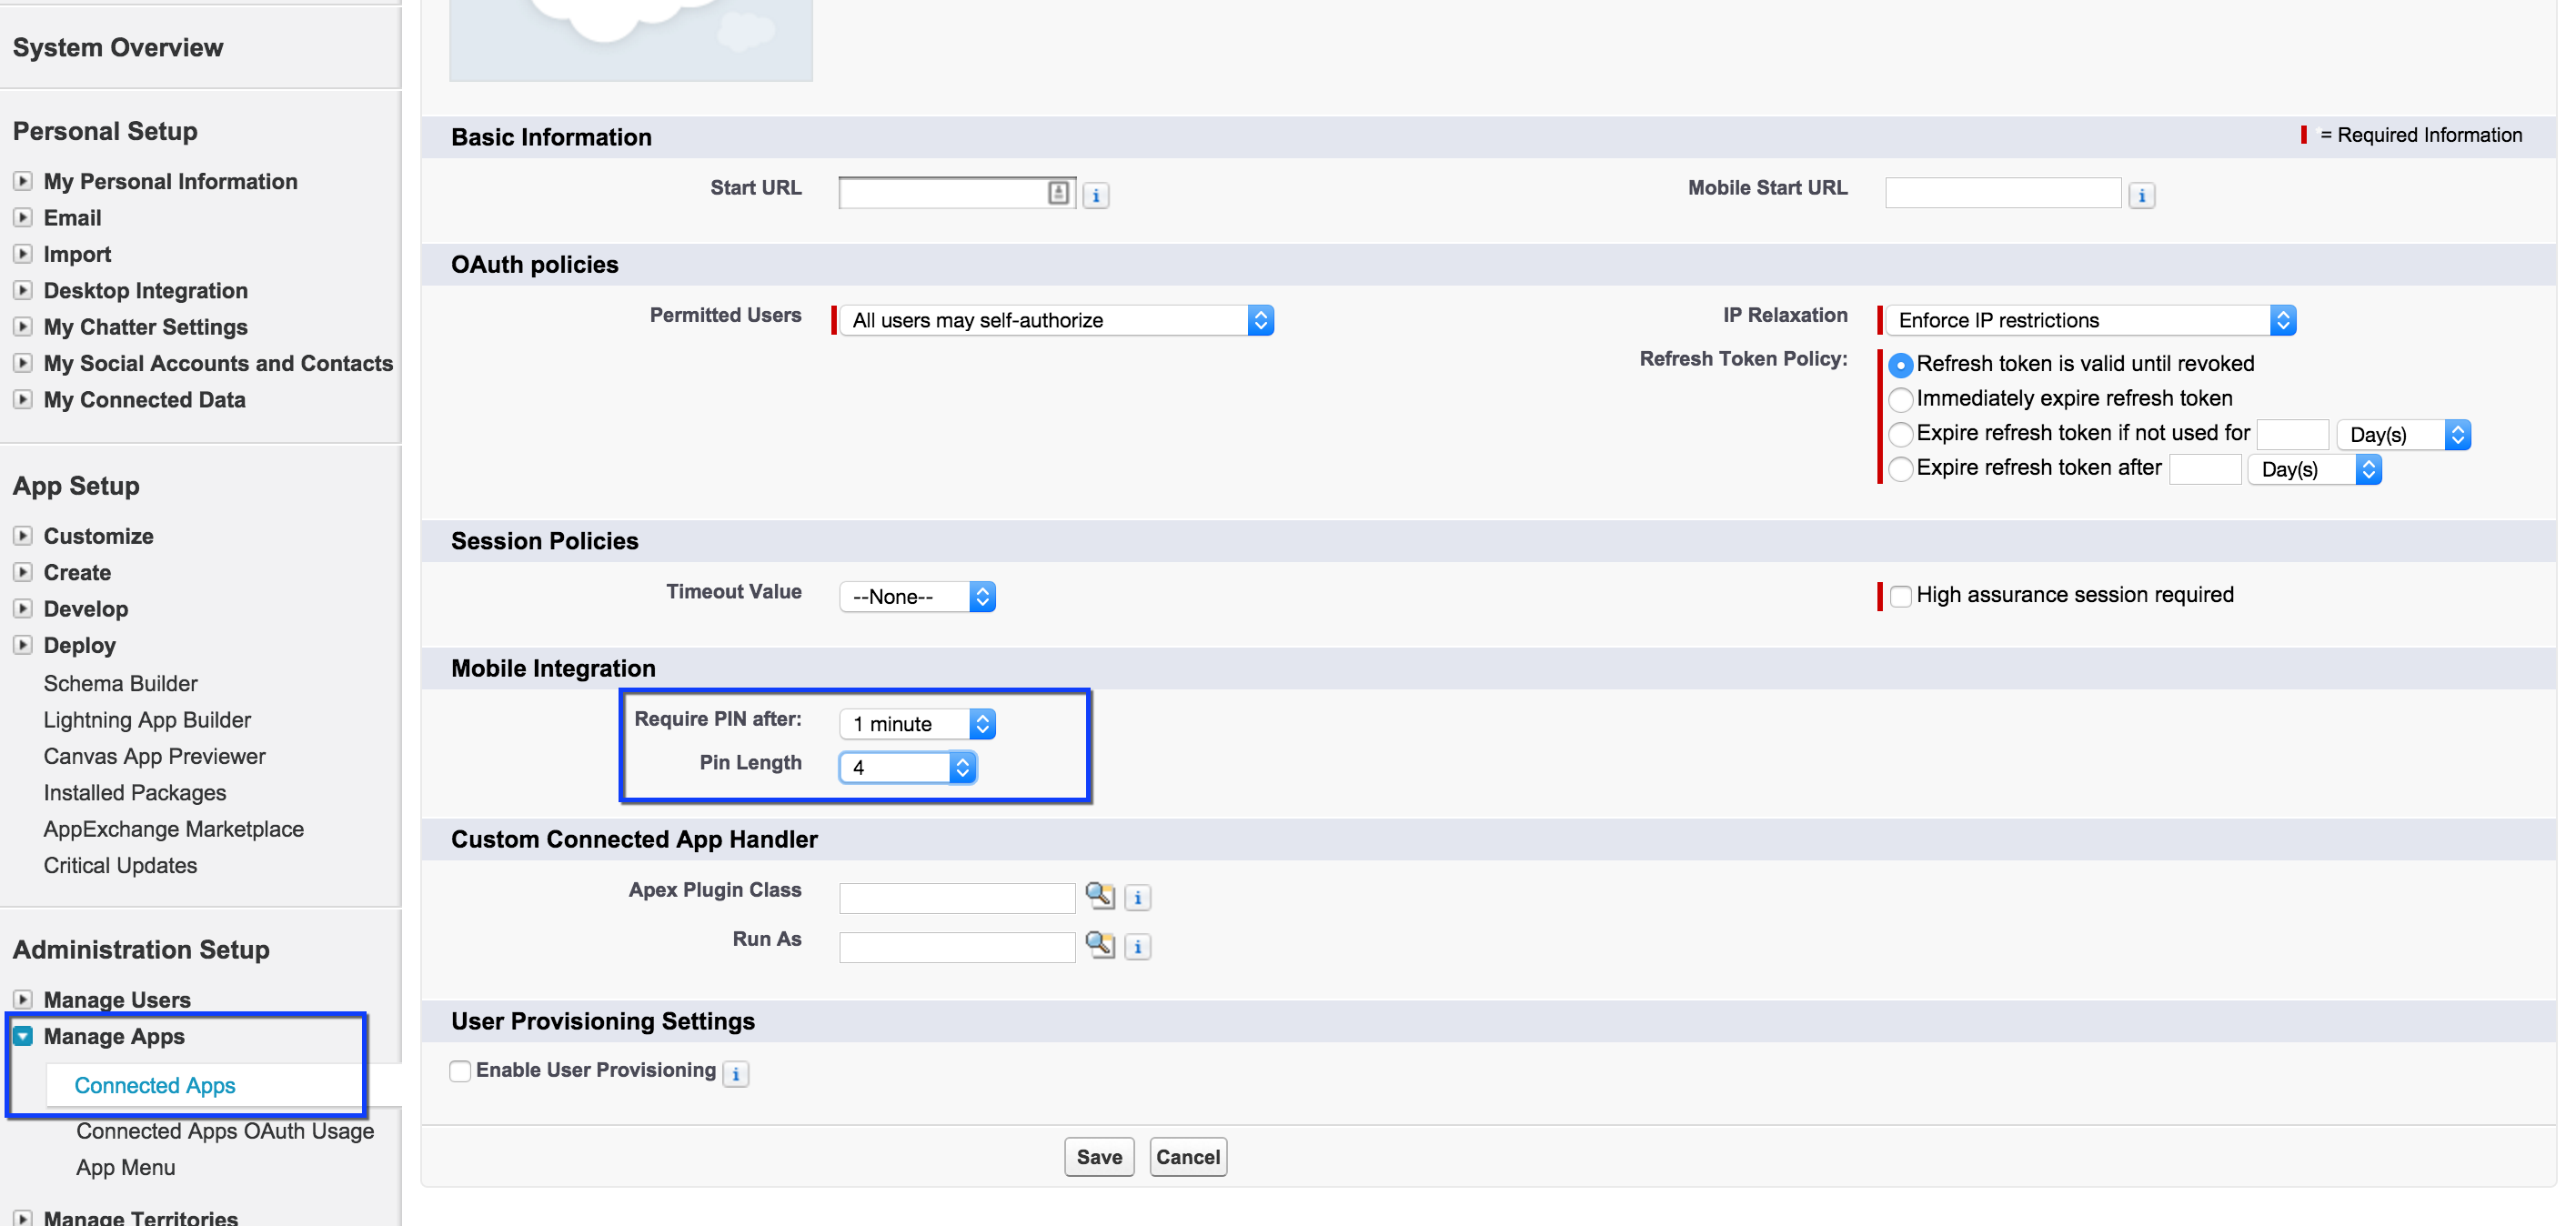 System Overview
Personal Setup
My Personal Information
Email
Import
Desktop Integration
My Chatter Settings
My Social Accounts and Contacts
My Connected Data
App Setup
Customize
Create
Develop
Deploy
Schema Builder
Lightning App Builder
Canvas App Previewer
Installed Packages
AppExchange Marketplace
Critical Updates
Administration Setup
Manage Users
Manage Apps
Connected Apps
Connected Apps OAuth Usage
App Menu
Manage Territories
Basic Information
= Required Information
Start URL
Mobile Start URL
OAuth policies
Permitted Users All users may self-authorize
IP Relaxation Enforce IP restrictions
Refresh Token Policy: Refresh token is valid until revoked
Immediately expire refresh token
Expire refresh token if not used for Day(s)
Expire refresh token after Day(s)
Session Policies
Timeout Value --None--
High assurance session required
Mobile Integration
Require PIN after: 1 minute
Pin Length 4
Custom Connected App Handler
Apex Plugin Class
Run As
User Provisioning Settings
Enable User Provisioning
Save Cancel